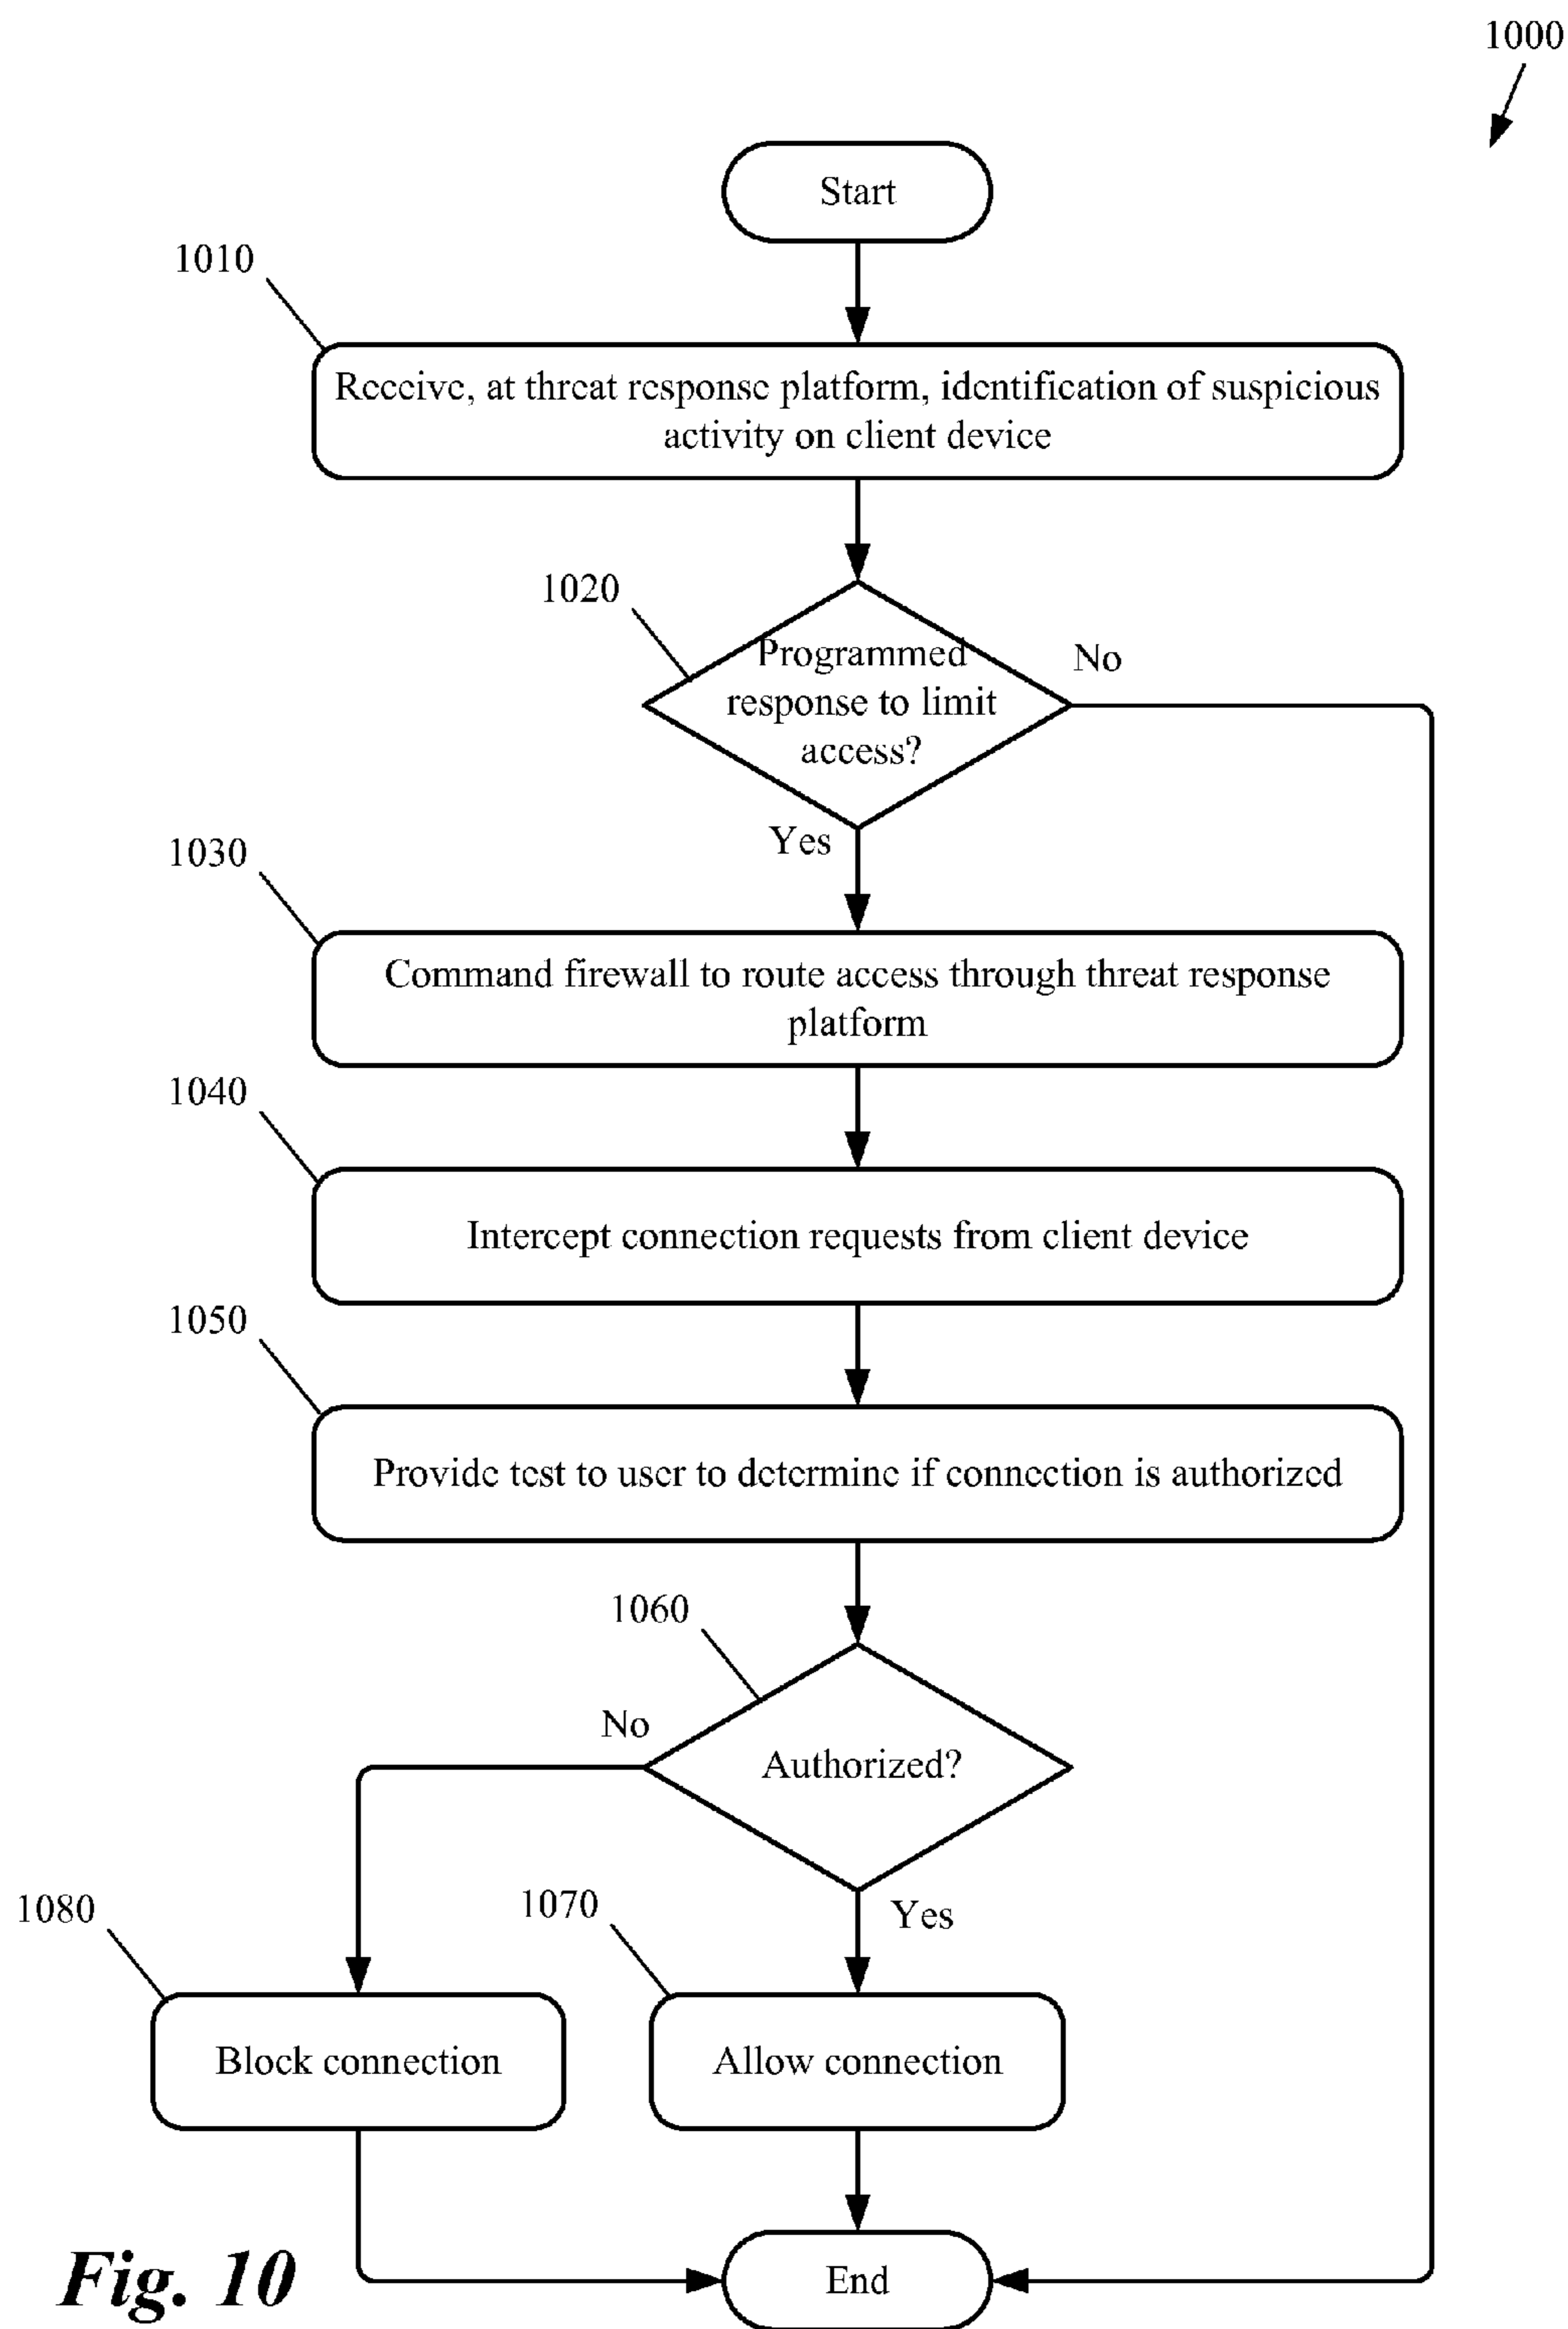 1000
Start
1010
Receive, at threat response platform, identification of suspicious
activity on client device
1020
Programmed
response to limit
access?
No
Yes
1030
Command firewall to route access through threat response
platform
1040
Intercept connection requests from client device
1050
Provide test to user to determine if connection is authorized
1060
No
Authorized?
Yes
1080
1070
Block connection
Allow connection
End
Fig. 10